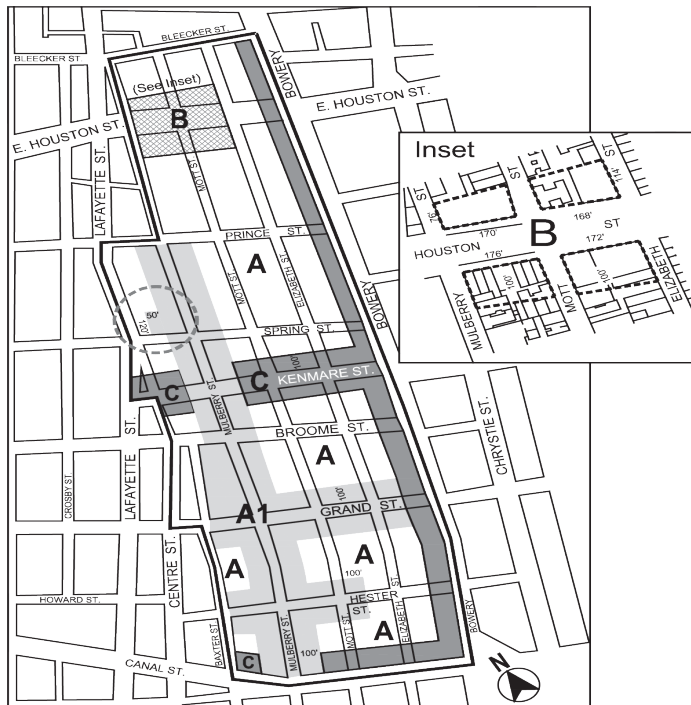 BLEECKER ST.
BLEECKER ST.
(See Inset)
B
BOWERY
E. HOUSTON ST.
E. HOUSTON ST.
LAFAYETTE ST.
MOTT ST.
PRINCE ST.
A
MOTT ST.
ELIZABETH ST.
BOWERY
50'
120'
SPRING ST.
100'
C
KENMARE ST.
C
MULBERRY ST.
BROOME ST.
CROSBY ST.
LAFAYETTE ST.
A
CHRYSTIE ST.
100'
A1
GRAND ST.
CENTRE ST.
A
A
100'
HOWARD ST.
HESTER ST.
ST.
BAXTER ST.
MULBERRY ST.
MOTT ST.
ELIZABETH
A
BOWERY
CANAL ST.
C
100'
N
Inset
ST
ST
ST
76'
170'
114'
168'
HOUSTON
B
ST
176'
172'
100'
100'
MULBERRY
MOTT
ELIZABETH